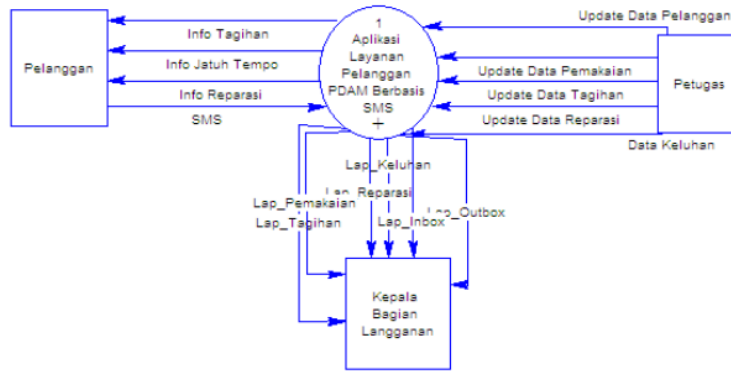 1
Aplikasi
Layanan
Pelanggan
PDAM Berbasis
SMS
+
Pelanggan
Info Tagihan
Info Jatuh Tempo
Info Reparasi
SMS
Update Data Pelanggan
Update Data Pemakaian
Update Data Tagihan
Update Data Reparasi
Data Keluhan
Petugas
Lap_Keluhan
Lap_Reparasi
Lap_Pemakaian
Lap_Tagihan
Lap_Inbox
Lap_Outbox
Kepala
Bagian
Langganan